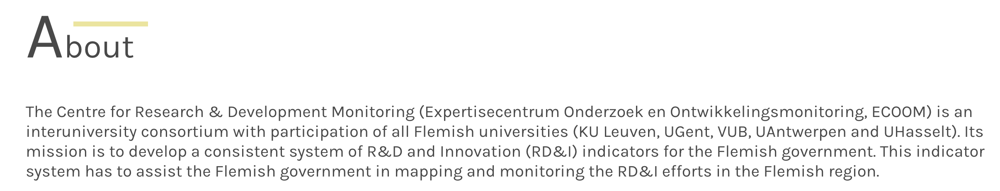 About
The Centre for Research & Development Monitoring (Expertisecentrum Onderzoek en Ontwikkelingsmonitoring, ECOOM) is an
interuniversity consortium with participation of all Flemish universities (KU Leuven, UGent, VUB, UAntwerpen and UHasselt). Its
mission is to develop a consistent system of R&D and Innovation (RD&I) indicators for the Flemish government. This indicator
system has to assist the Flemish government in mapping and monitoring the RD&I efforts in the Flemish region.